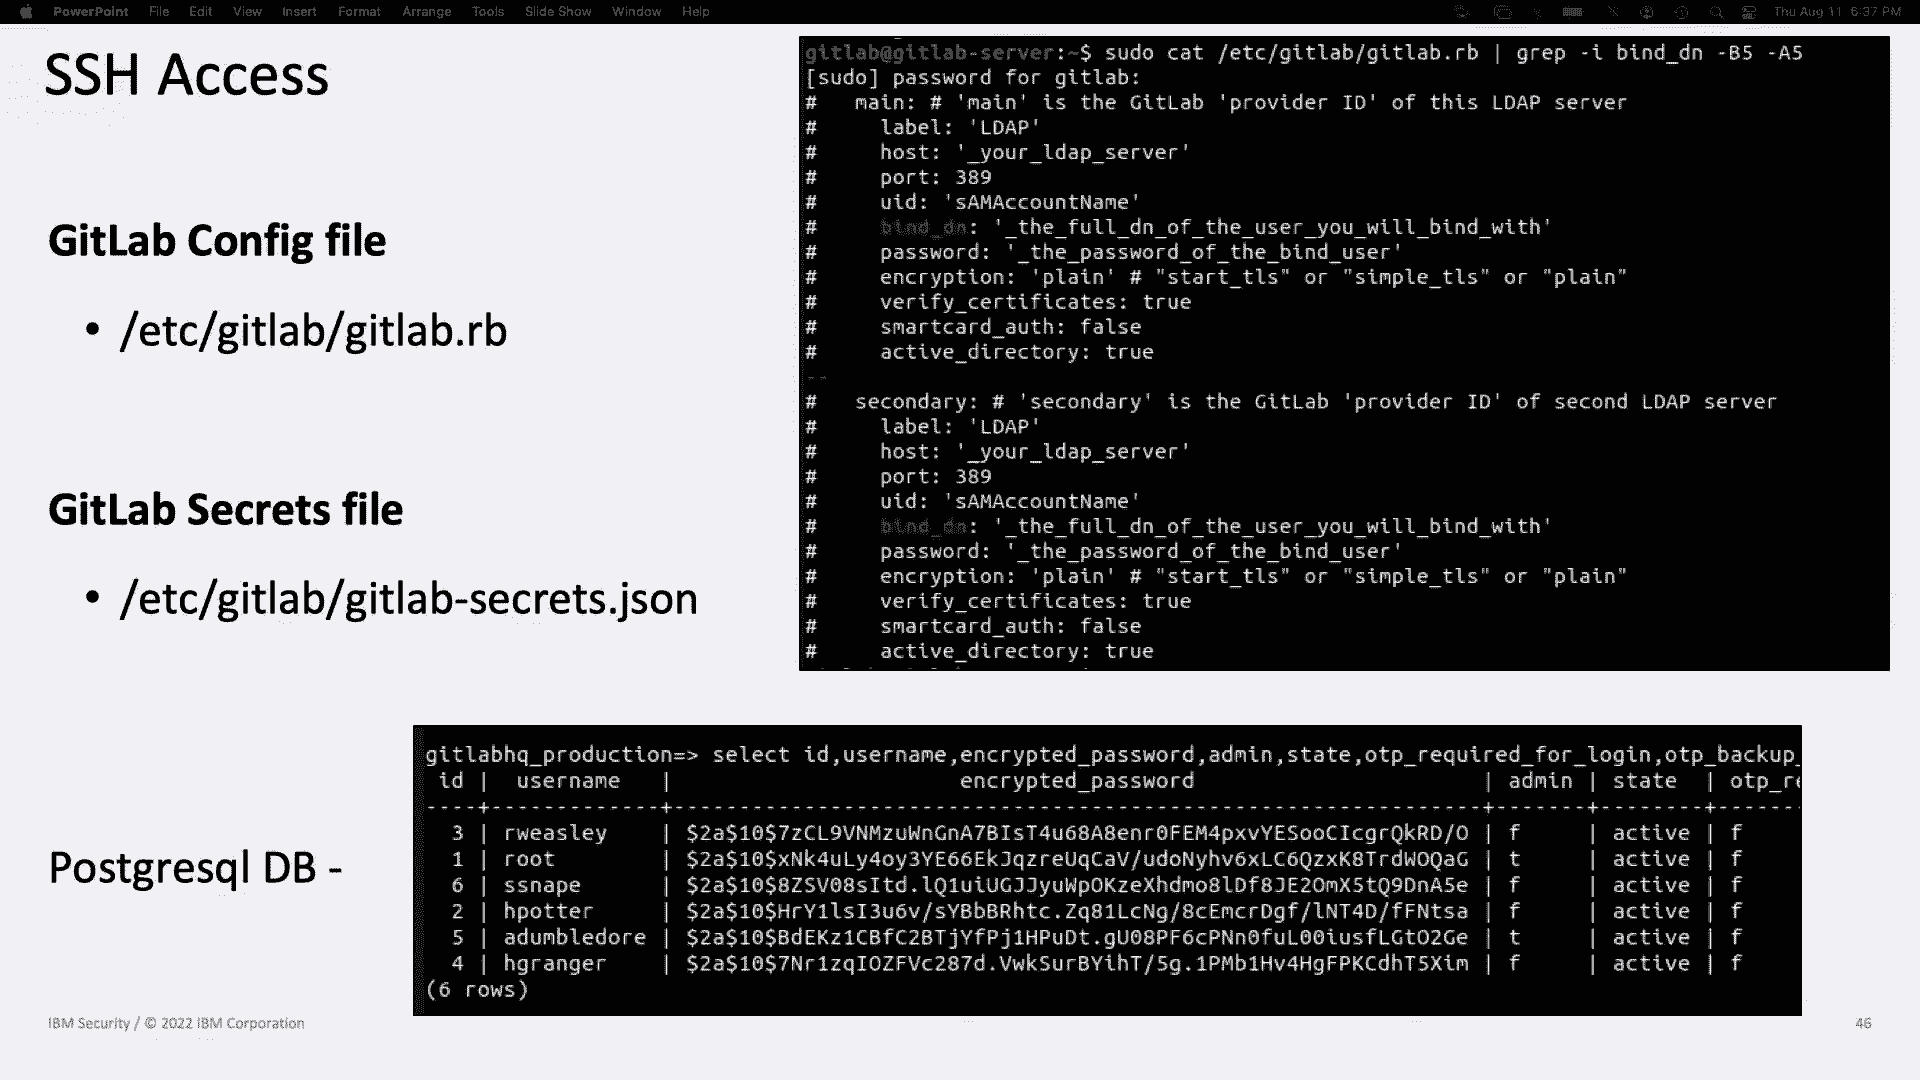 PowerPoint File Edit View Insert Format Arrange Tools Slide Show Window Help Thu Aug 11 6:37 PM
SSH Access
GitLab Config file
• /etc/gitlab/gitlab.rb
GitLab Secrets file
• /etc/gitlab/gitlab-secrets.json
gitlab@gitlab-server:~$ sudo cat /etc/gitlab/gitlab.rb | grep -i bind_dn -B5 -A5
[sudo] password for gitlab:
# main: # 'main' is the GitLab 'provider ID' of this LDAP server
# label: 'LDAP'
# host: '_your_ldap_server'
# port: 389
# uid: 'sAMAccountName'
# bind_dn: '_the_full_dn_of_the_user_you_will_bind_with'
# password: '_the_password_of_the_bind_user'
# encryption: 'plain' # "start_tls" or "simple_tls" or "plain"
# verify_certificates: true
# smartcard_auth: false
# active_directory: true
--
# secondary: # 'secondary' is the GitLab 'provider ID' of second LDAP server
# label: 'LDAP'
# host: '_your_ldap_server'
# port: 389
# uid: 'sAMAccountName'
# bind_dn: '_the_full_dn_of_the_user_you_will_bind_with'
# password: '_the_password_of_the_bind_user'
# encryption: 'plain' # "start_tls" or "simple_tls" or "plain"
# verify_certificates: true
# smartcard_auth: false
# active_directory: true
Postgresql DB -
gitlabhq_production=> select id,username,encrypted_password,admin,state,otp_required_for_login,otp_backup_
id | username | encrypted_password | admin | state | otp_re
----+-------------+--------------------------------------------------------------+-------+--------+-------
3 | rweasley | $2a$10$7zCL9VNMzuWnGnA7BIsT4u68A8enr0FEM4pxvYESooCIcgrQkRD/O | f | active | f
1 | root | $2a$10$xNk4uLy4oy3YE66EkJqzreUqCaV/udoNyhv6xLC6QzxK8TrdWOQaG | t | active | f
6 | ssnape | $2a$10$8ZSV08sItd.lQ1uiUGJJyuWpOKzeXhdmo8lDf8JE2OmX5tQ9DnA5e | f | active | f
2 | hpotter | $2a$10$HrY1lsI3u6v/sYBbBRhtc.Zq81LcNg/8cEmcrDgf/lNT4D/fFNtsa | f | active | f
5 | adumbledore | $2a$10$BdEKz1CBfC2BTjYfPj1HPuDt.gU08PF6cPNn0fuL00iusfLGtO2Ge | t | active | f
4 | hgranger | $2a$10$7Nr1zqIOZFVc287d.VwkSurBYihT/5g.1PMb1Hv4HgFPKCdhT5Xim | f | active | f
(6 rows)
IBM Security / © 2022 IBM Corporation
46